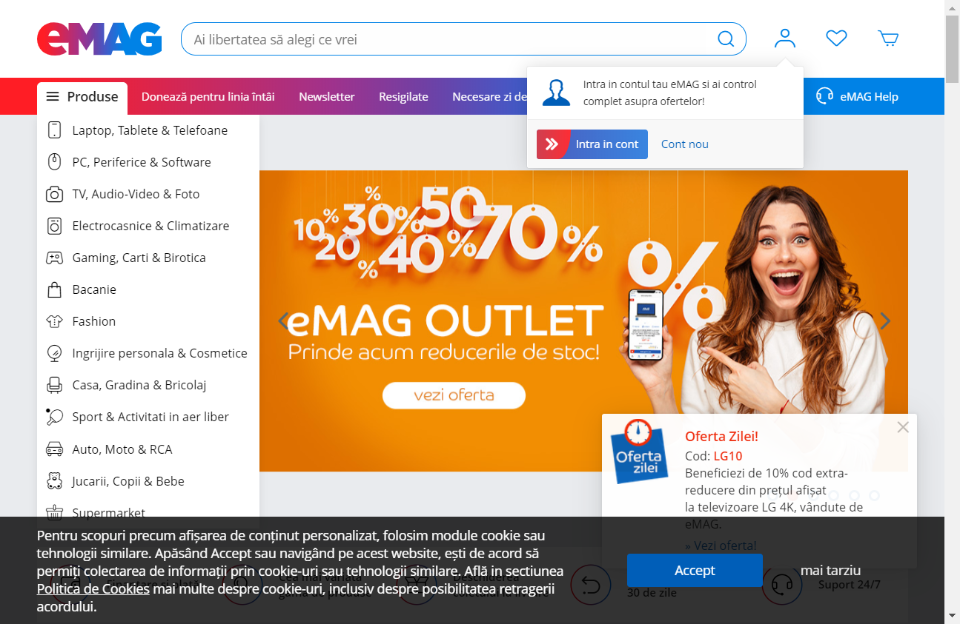 eMAG
Ai libertatea să alegi ce vrei
Produse
Donează pentru linia întâi
Newsletter
Resigilate
Necesare zi de
eMAG Help
Intra in contul tau eMAG si ai control
complet asupra ofertelor!
Intra in cont
Cont nou
Laptop, Tablete & Telefoane
PC, Periferice & Software
TV, Audio-Video & Foto
Electrocasnice & Climatizare
Gaming, Carti & Birotica
Bacanie
Fashion
Ingrijire personala & Cosmetice
Casa, Gradina & Bricolaj
Sport & Activitati in aer liber
Auto, Moto & RCA
Jucarii, Copii & Bebe
Supermarket
10% 20% 30% 40% 50% 70%
%
eMAG OUTLET
Prinde acum reducerile de stoc!
vezi oferta
Oferta
zilei
Oferta Zilei!
Cod: LG10
Beneficiezi de 10% cod extra-
reducere din prețul afișat
la televizoare LG 4K, vândute de
eMAG.
» Vezi oferta!
Pentru scopuri precum afișarea de conținut personalizat, folosim module cookie sau
tehnologii similare. Apăsând Accept sau navigând pe acest website, ești de acord să
permiți colectarea de informații prin cookie-uri sau tehnologii similare. Află in sectiunea
Politica de Cookies mai multe despre cookie-uri, inclusiv despre posibilitatea retragerii
acordului.
Accept
mai tarziu
30 de zile
Suport 24/7